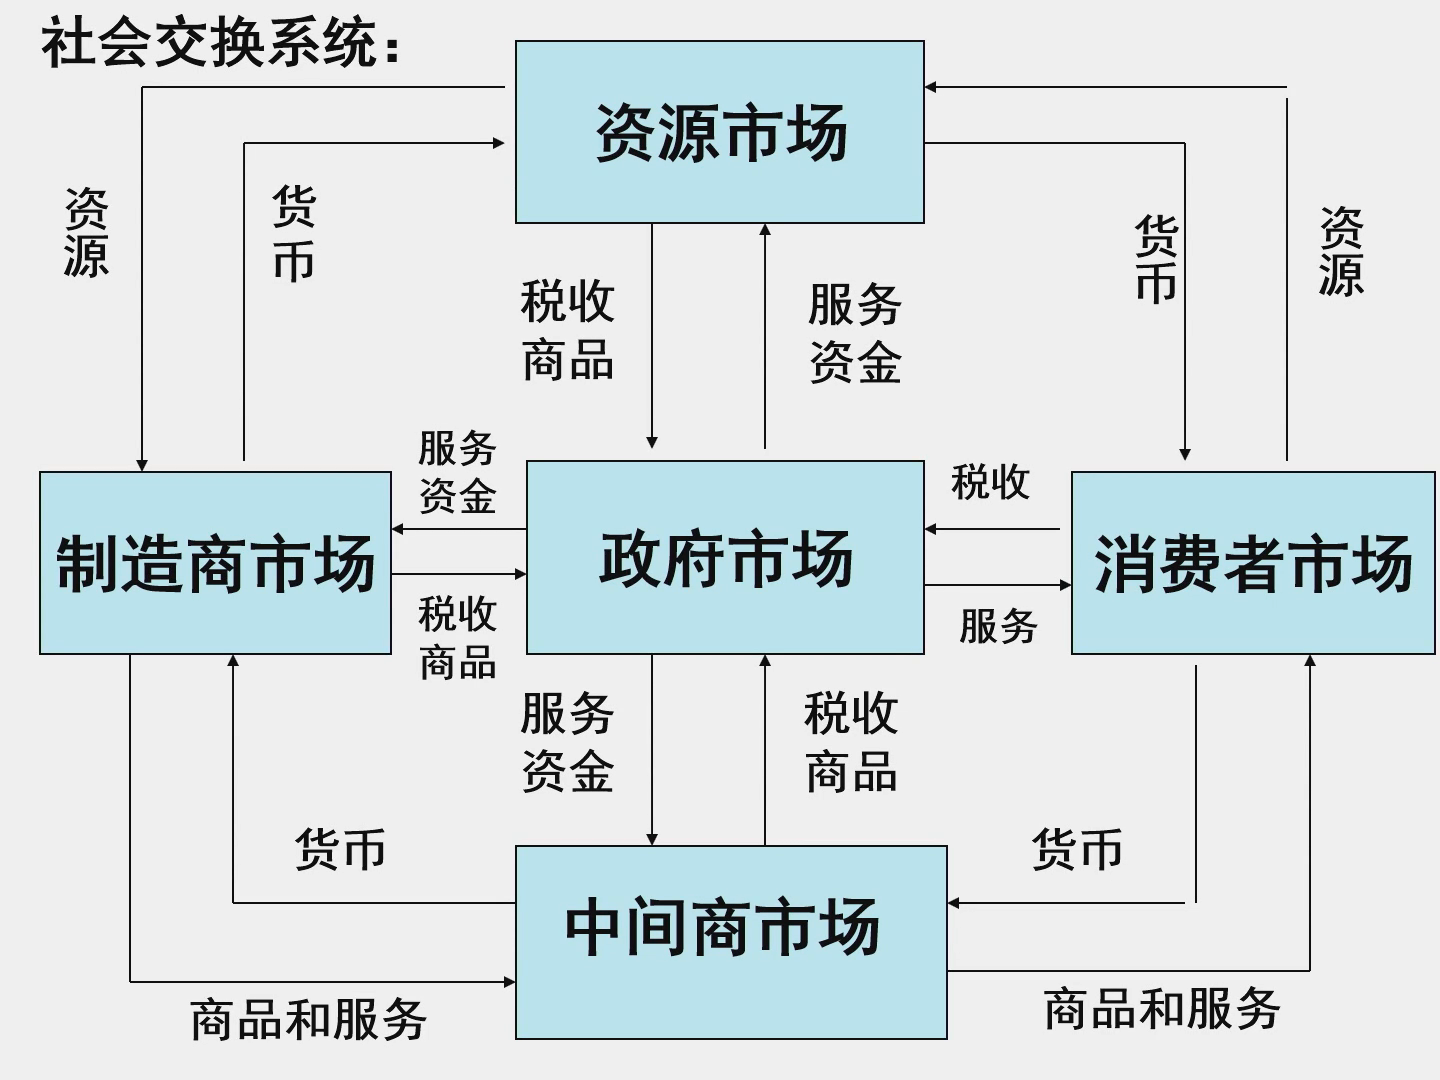 社会交换系统：
资源市场
资源
货币
货币
资源
税收
商品
服务
资金
服务
资金
税收
制造商市场
政府市场
消费者市场
税收
商品
服务
服务
资金
税收
商品
货币
货币
中间商市场
商品和服务
商品和服务